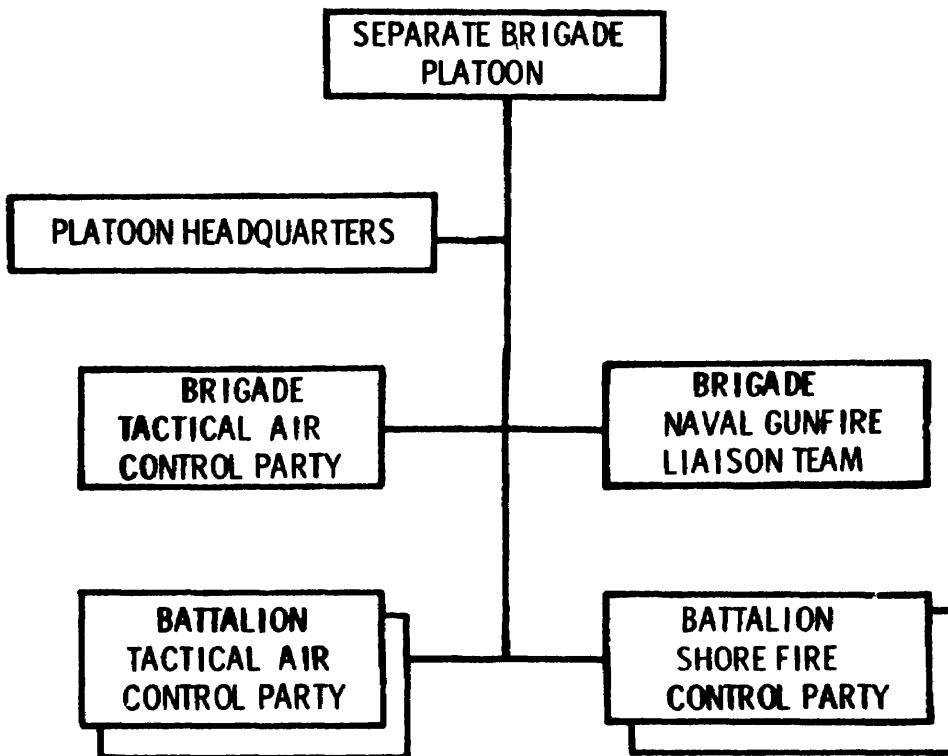 SEPARATE BRIGADE
PLATOON
PLATOON HEADQUARTERS
BRIGADE
TACTICAL AIR
CONTROL PARTY
BRIGADE
NAVAL GUNFIRE
LIAISON TEAM
BATTALION
TACTICAL AIR
CONTROL PARTY
BATTALION
SHORE FIRE
CONTROL PARTY